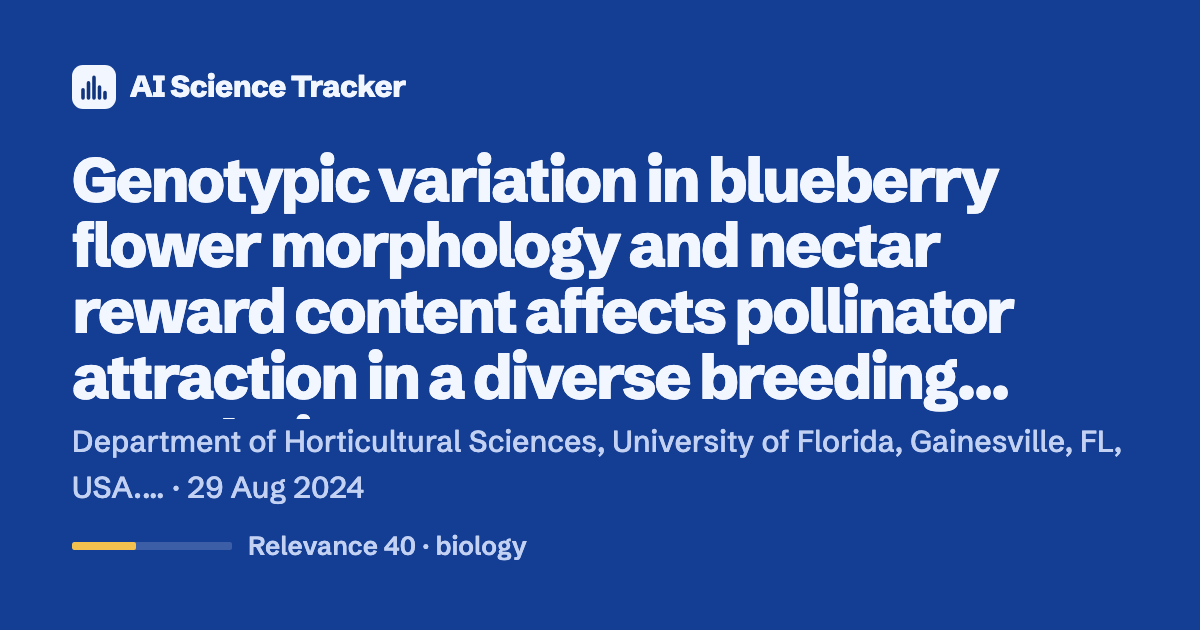 AI Science Tracker
Genotypic variation in blueberry
flower morphology and nectar
reward content affects pollinator
attraction in a diverse breeding...
Department of Horticultural Sciences, University of Florida, Gainesville, FL,
USA.... · 29 Aug 2024
Relevance 40 · biology